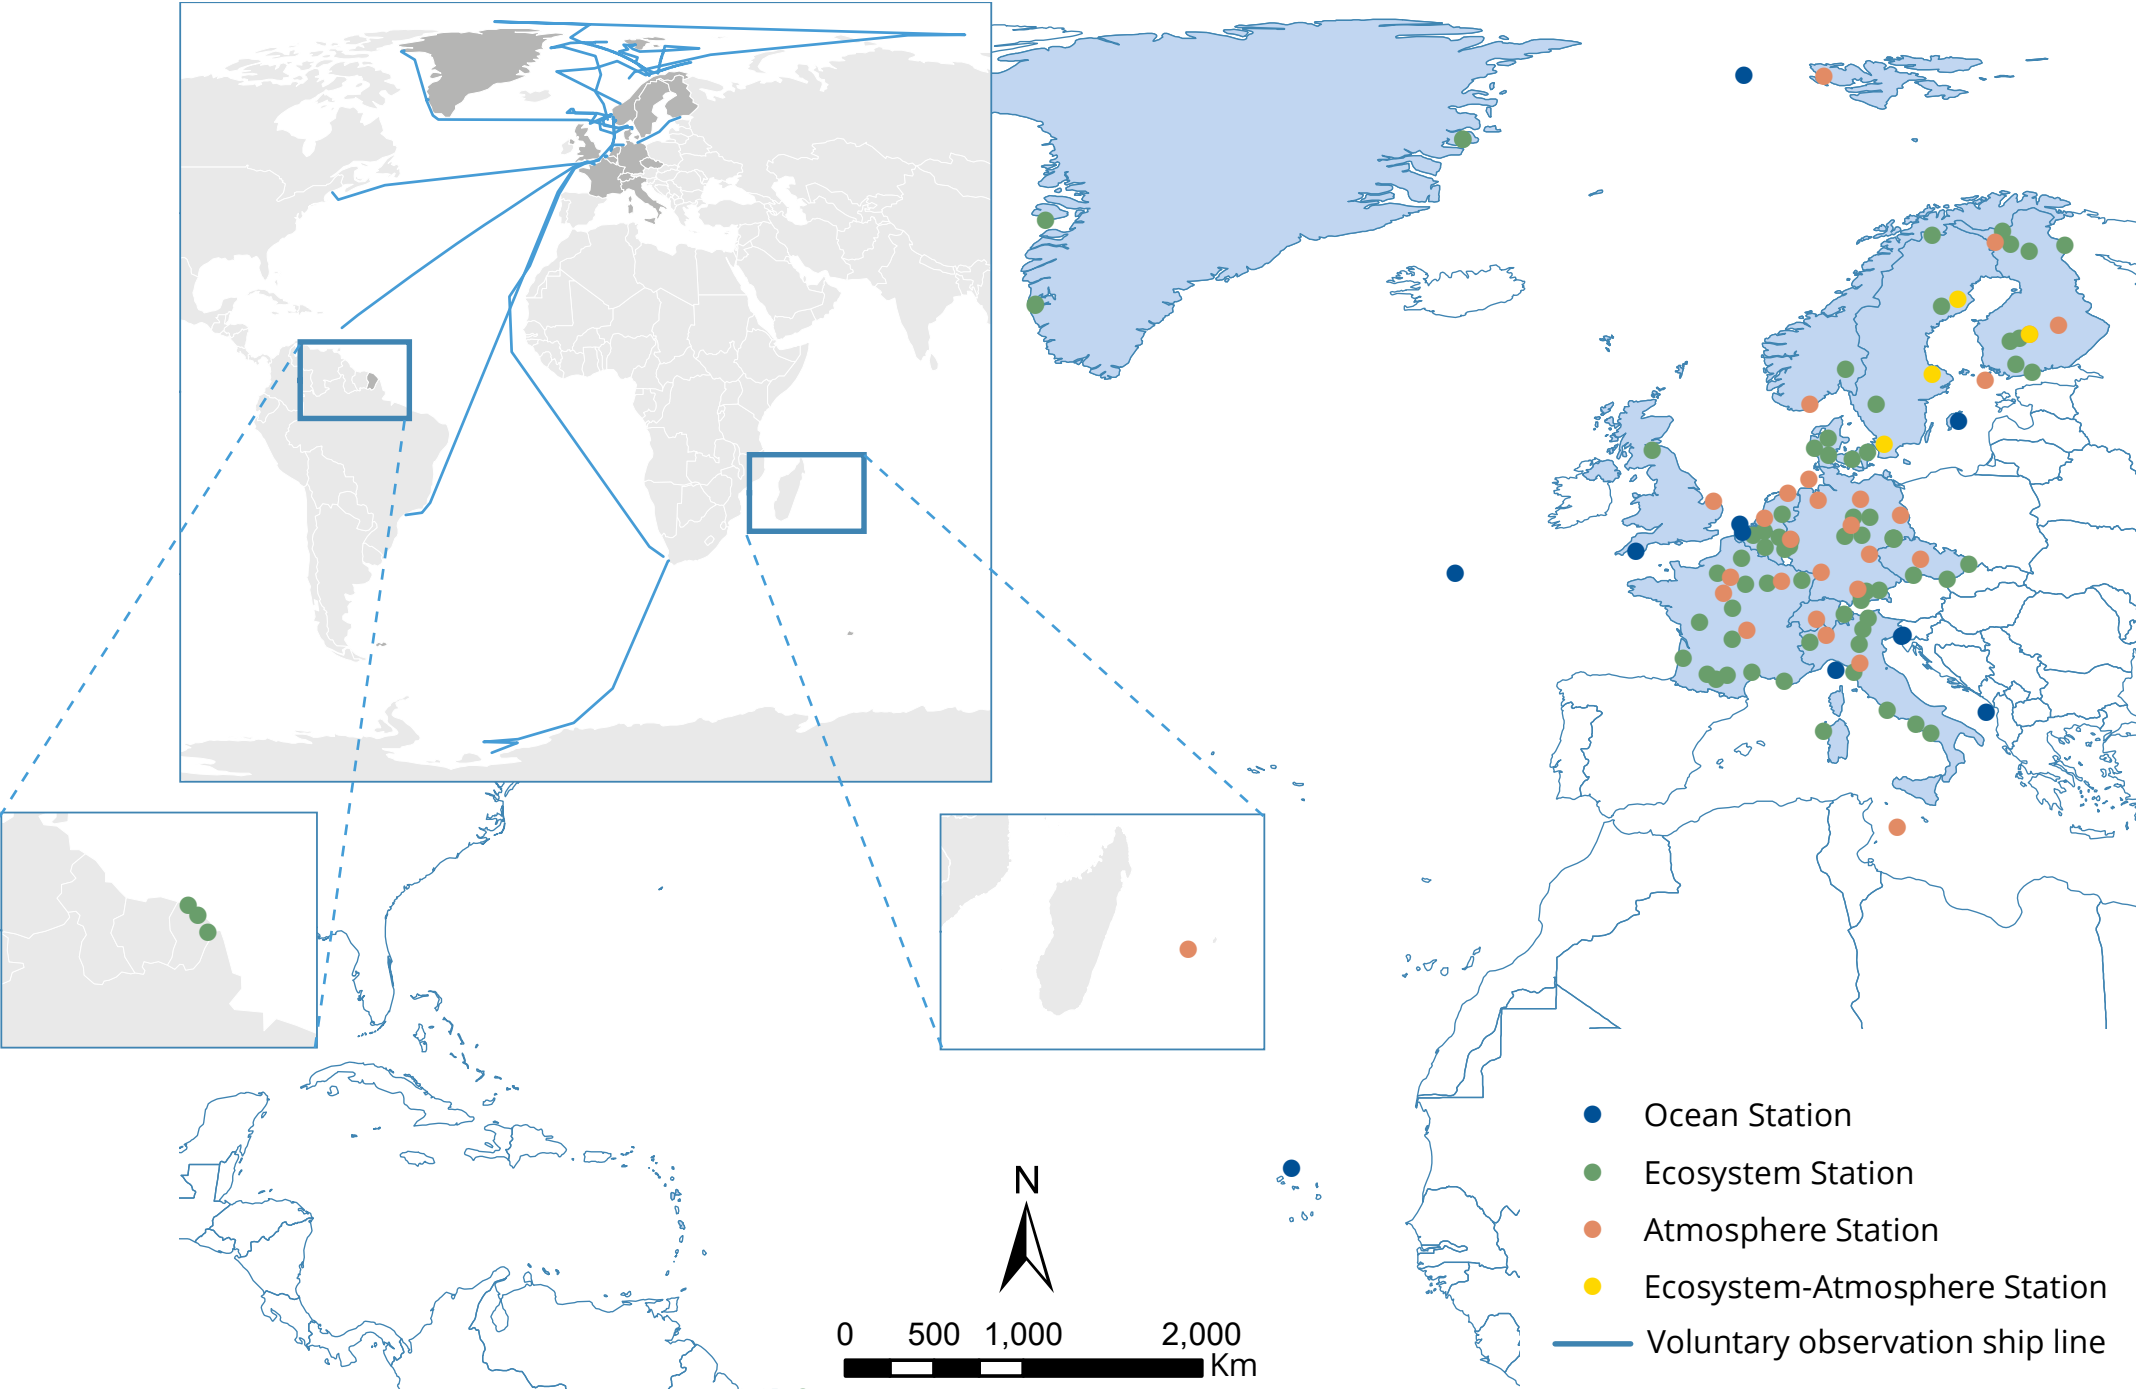 Ocean Station
Ecosystem Station
N
Atmosphere Station
Ecosystem-Atmosphere Station
0 500 1,000 2,000
Voluntary observation ship line
Km